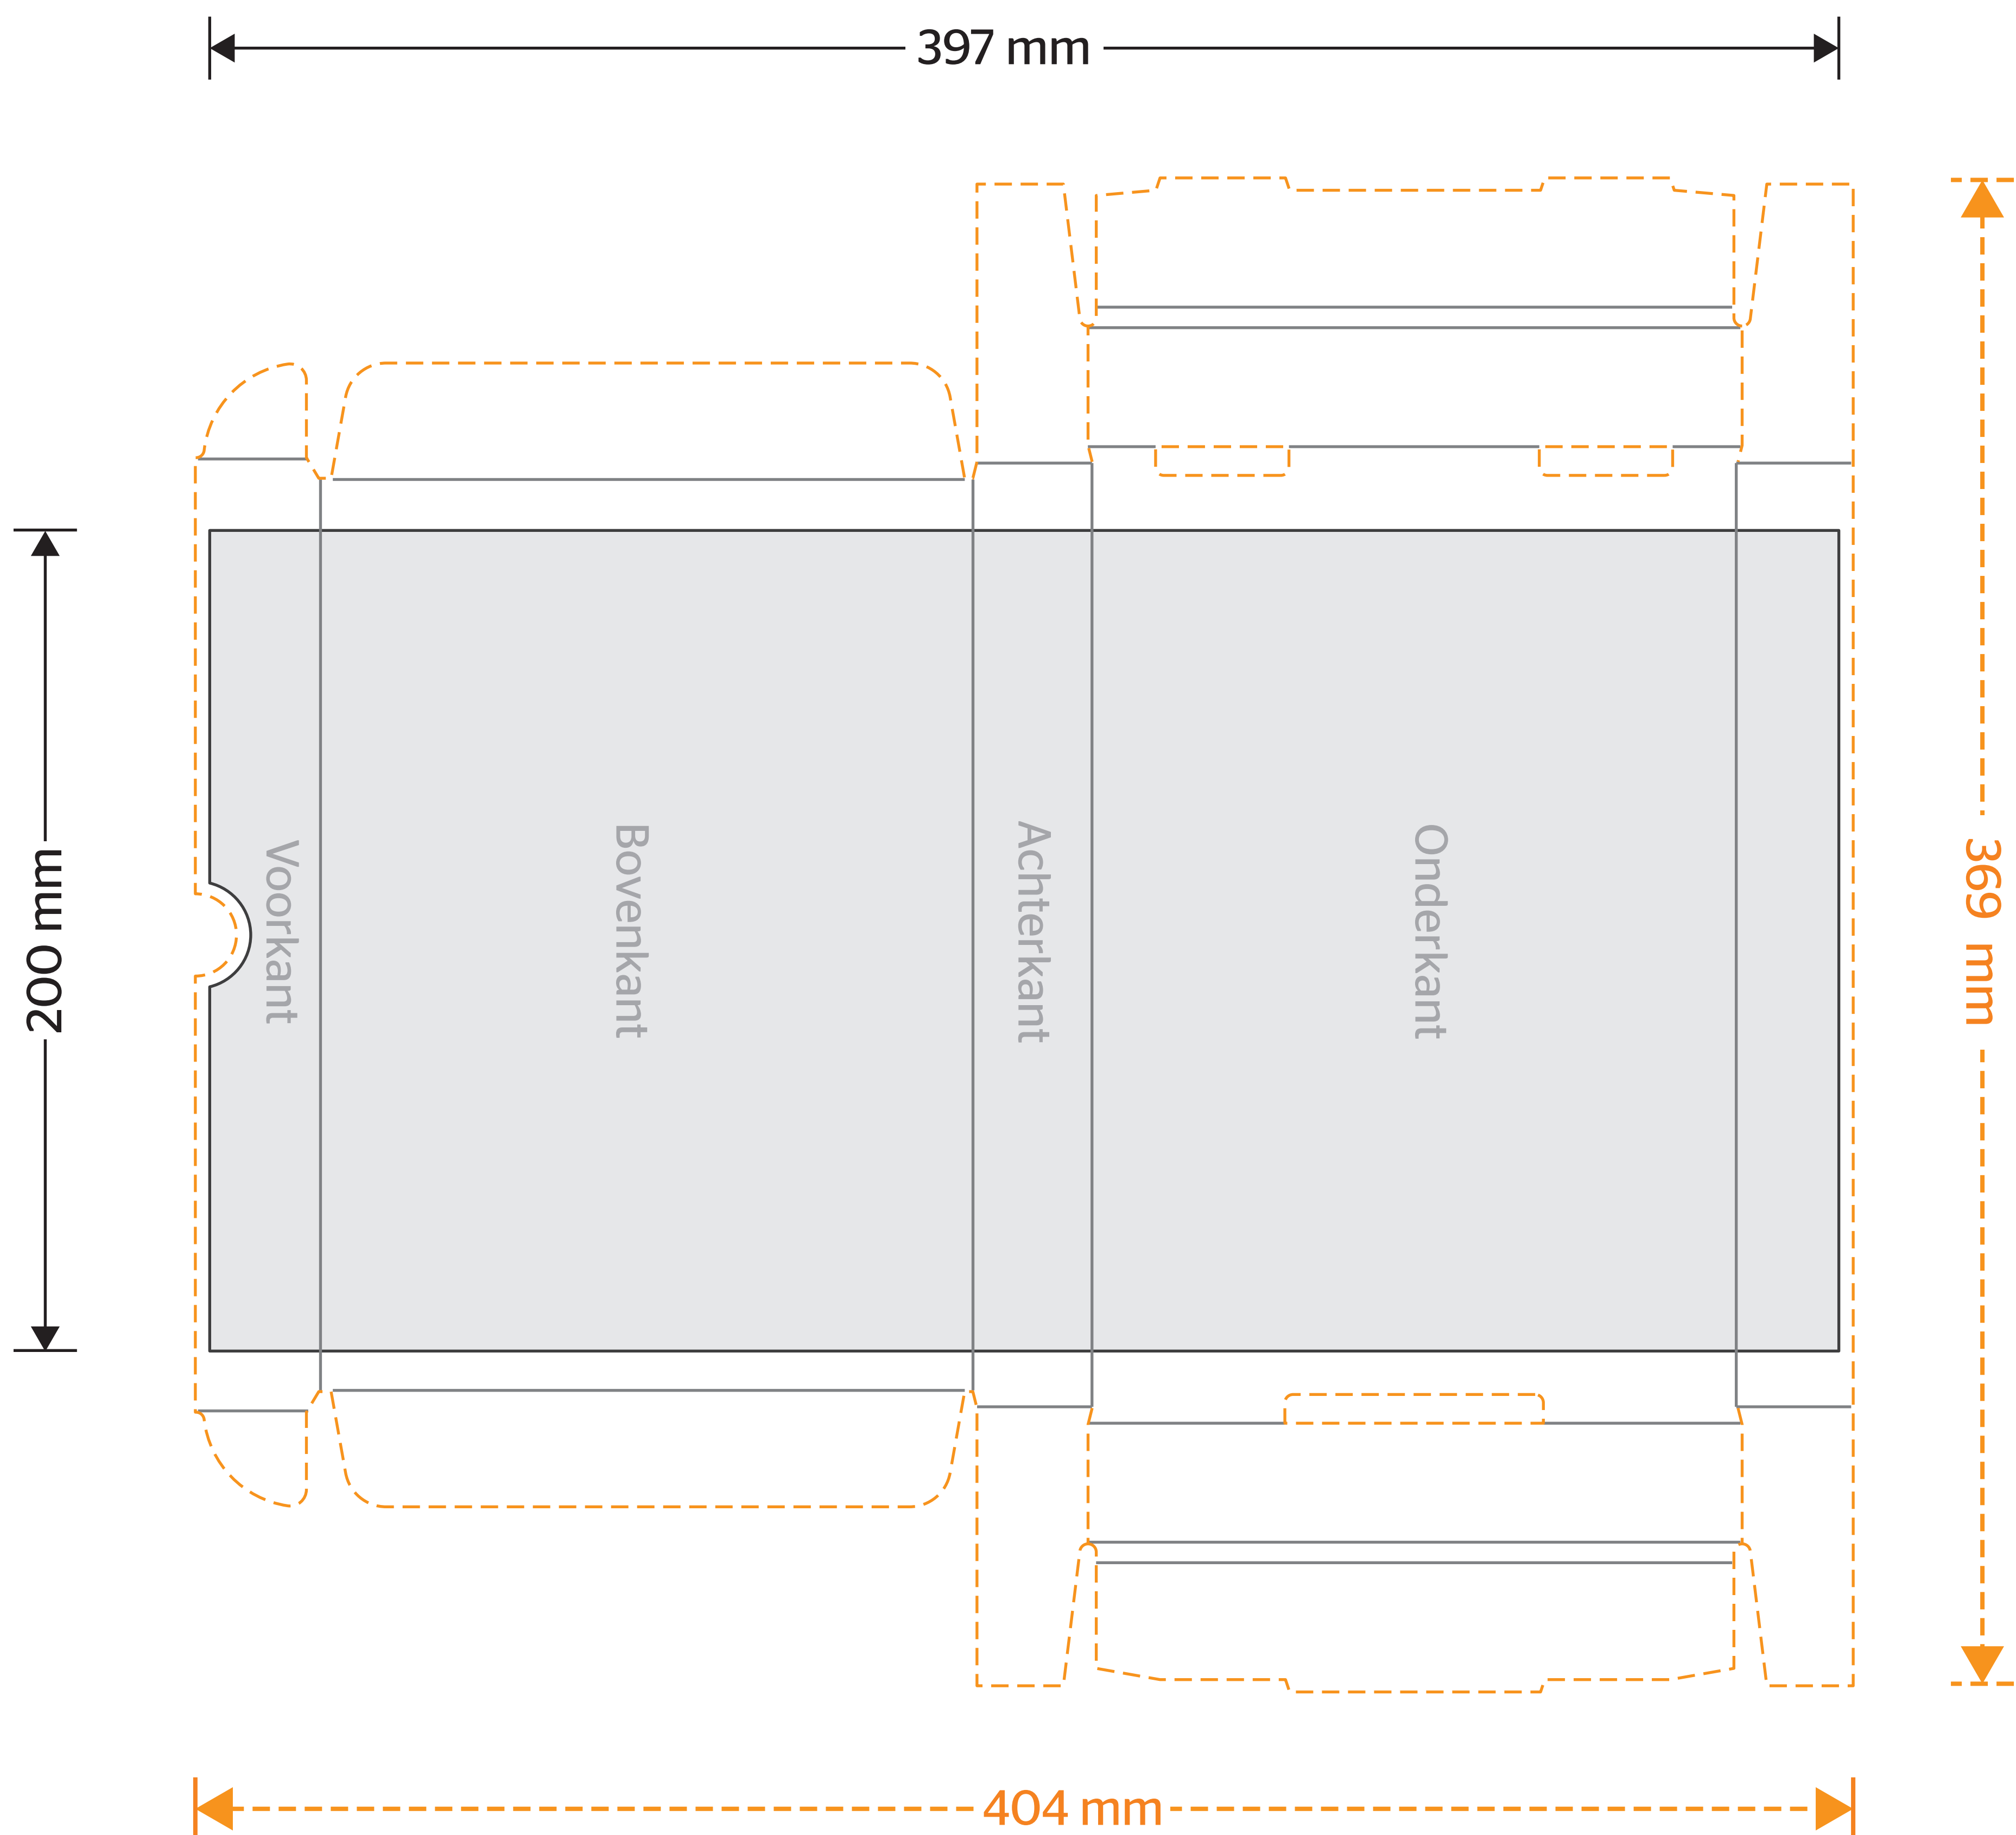 397 mm
200 mm
Voorkant
Bovenkant
Achterkant
Onderkant
369 mm
404 mm